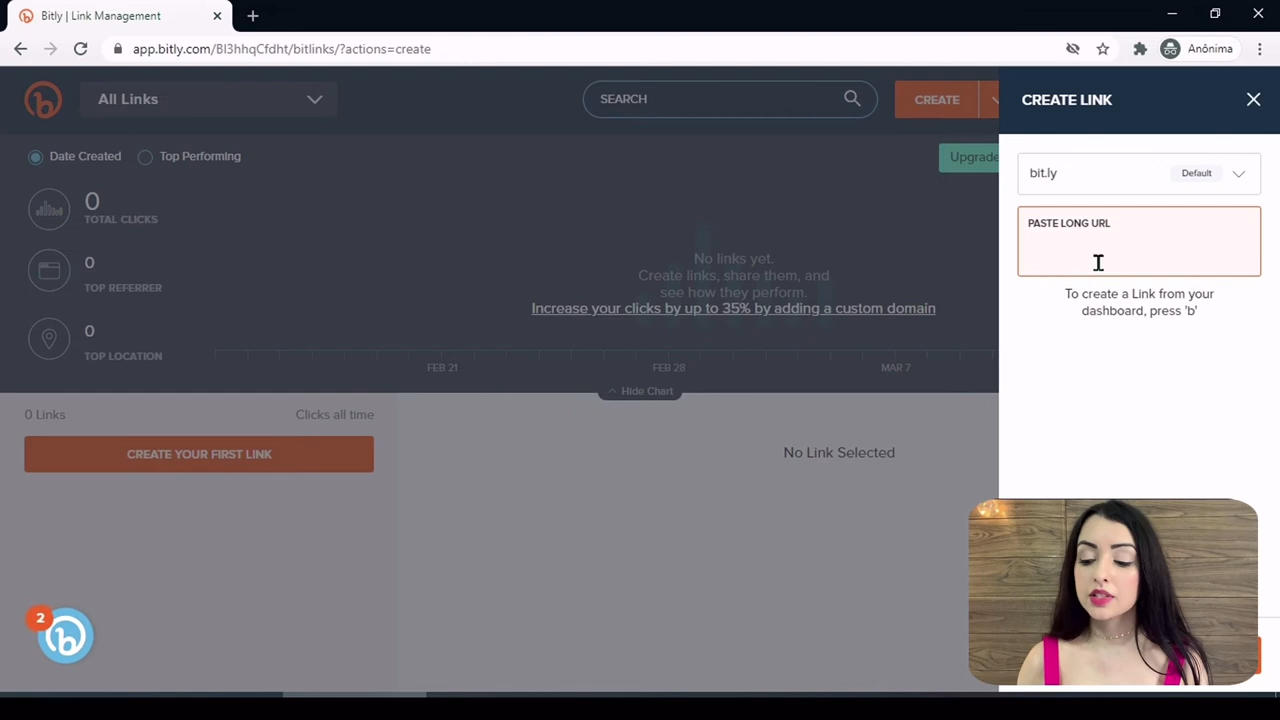 Bitly | Link Management
app.bitly.com/Bl3hhqCfdht/bitlinks/?actions=create
Anônima
All Links
SEARCH
CREATE
CREATE LINK
Date Created
Top Performing
Upgrade
0
TOTAL CLICKS
0
TOP REFERRER
0
TOP LOCATION
No links yet.
Create links, share them, and
see how they perform.
Increase your clicks by up to 35% by adding a custom domain
FEB 21
FEB 28
MAR 7
Hide Chart
bit.ly
Default
PASTE LONG URL
To create a Link from your
dashboard, press 'b'
0 Links
Clicks all time
CREATE YOUR FIRST LINK
No Link Selected
2